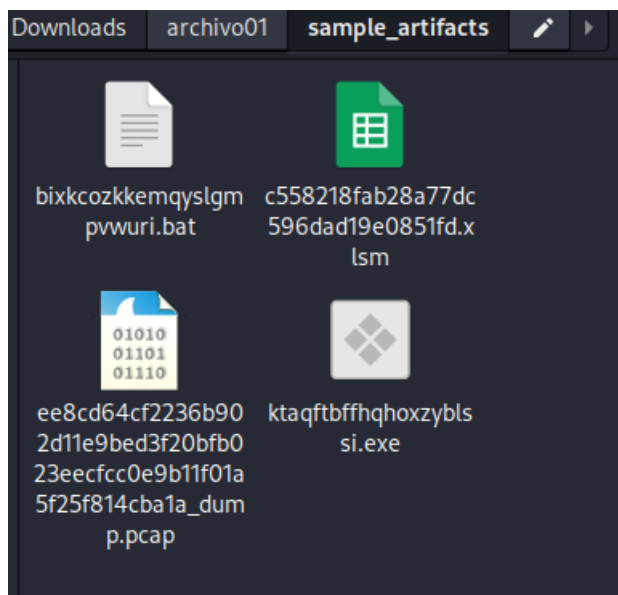 Downloads archivo01 sample_artifacts
bixkcozkkemqyslgm
pvwuri.bat
c558218fab28a77dc
596dad19e0851fd.x
lsm
01010
01101
01110
ee8cd64cf2236b90
2d11e9bed3f20bfb0
23eecfcc0e9b11f01a
5f25f814cba1a_dum
p.pcap
ktaqftbffhqhoxzybls
si.exe